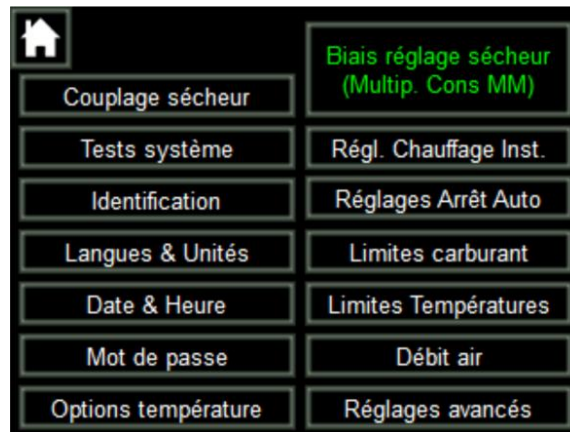 Couplage sécheur
Tests système
Identification
Langues & Unités
Date & Heure
Mot de passe
Options température
Biais réglage sécheur
(Multip. Cons MM)
Régl. Chauffage Inst.
Réglages Arrêt Auto
Limites carburant
Limites Températures
Débit air
Réglages avancés